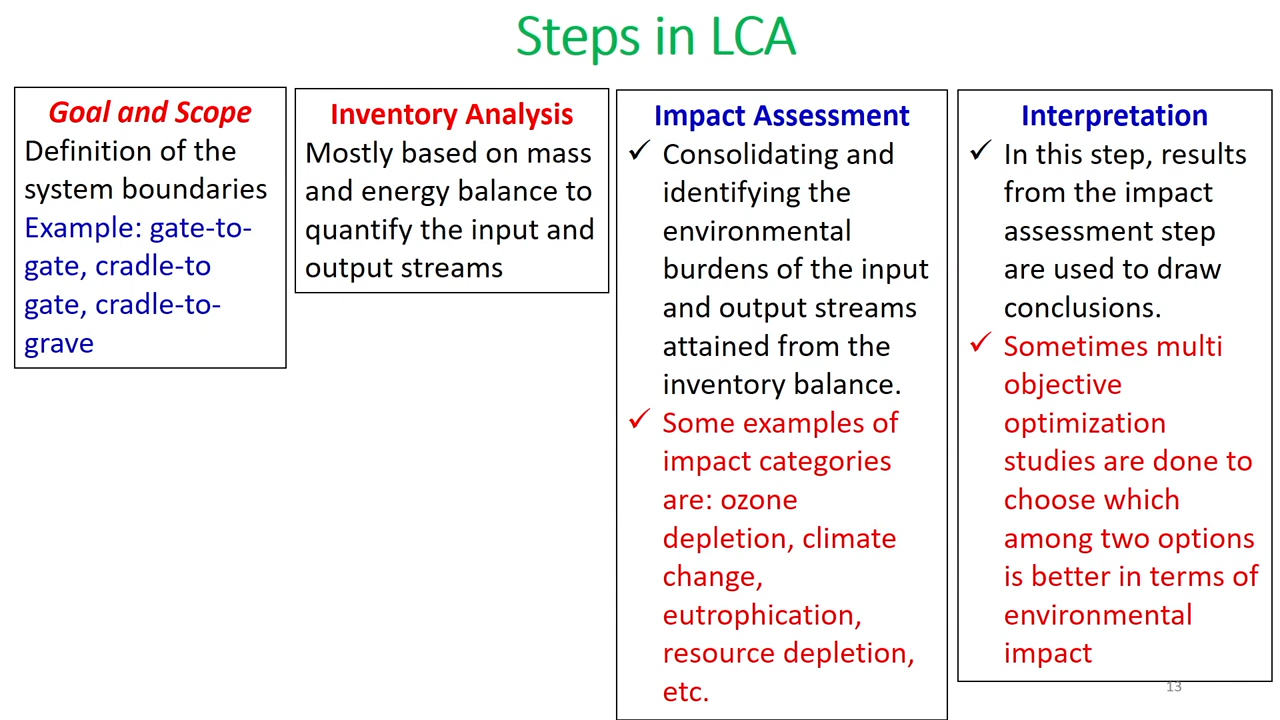 Steps in LCA
Goal and Scope
Definition of the
system boundaries
Example: gate-to-
gate, cradle-to
gate, cradle-to-
grave
Inventory Analysis
Mostly based on mass
and energy balance to
quantify the input and
output streams
Impact Assessment
✓ Consolidating and
identifying the
environmental
burdens of the input
and output streams
attained from the
inventory balance.
✓ Some examples of
impact categories
are: ozone
depletion, climate
change,
eutrophication,
resource depletion,
etc.
Interpretation
✓ In this step, results
from the impact
assessment step
are used to draw
conclusions.
✓ Sometimes multi
objective
optimization
studies are done to
choose which
among two options
is better in terms of
environmental
impact
13